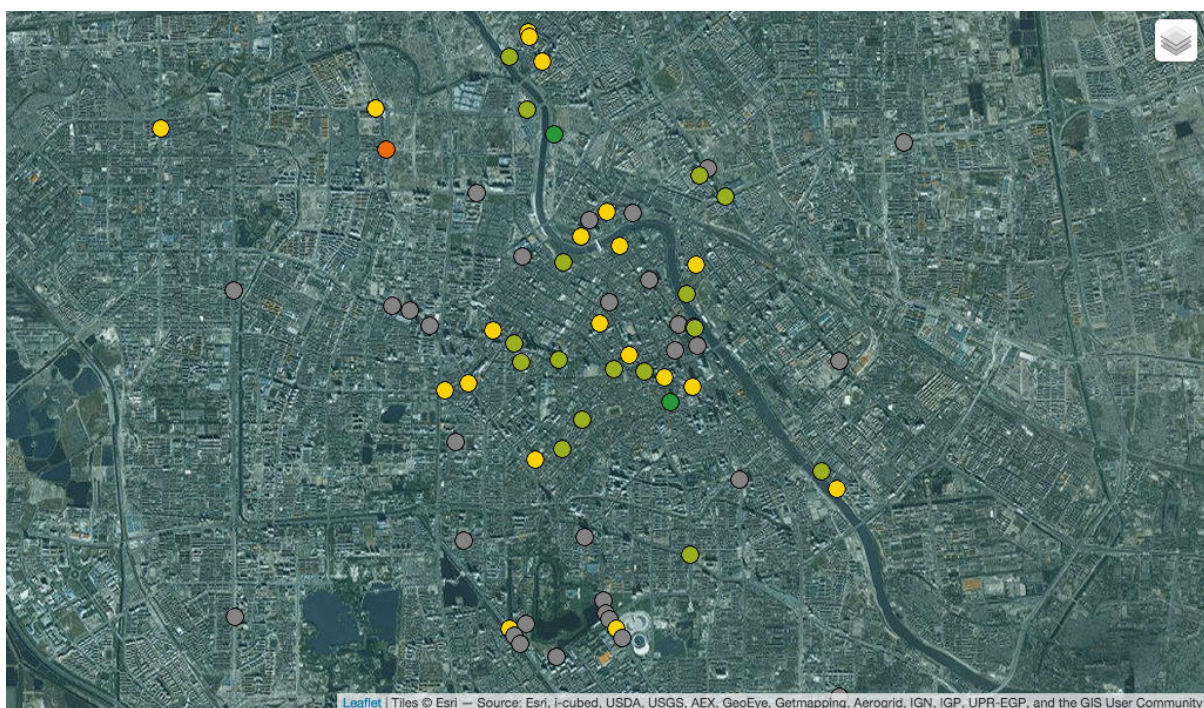 Leaflet | Tiles © Esri — Source: Esri, i-cubed, USDA, USGS, AEX, GeoEye, Getmapping, Aerogrid, IGN, IGP, UPR-EGP, and the GIS User Community